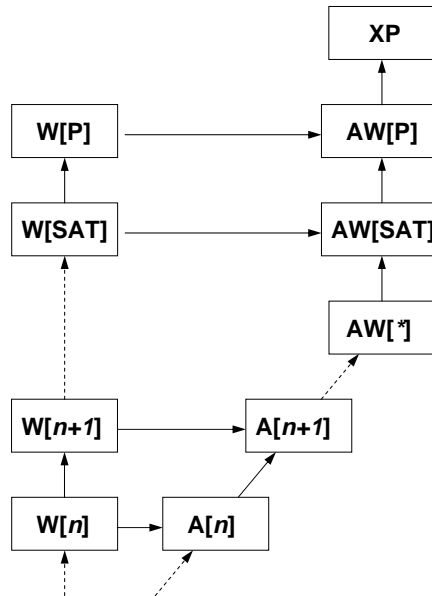 XP
W[P] AW[P]
W[SAT] AW[SAT]
AW[*]
W[n+1] A[n+1]
W[n] A[n]